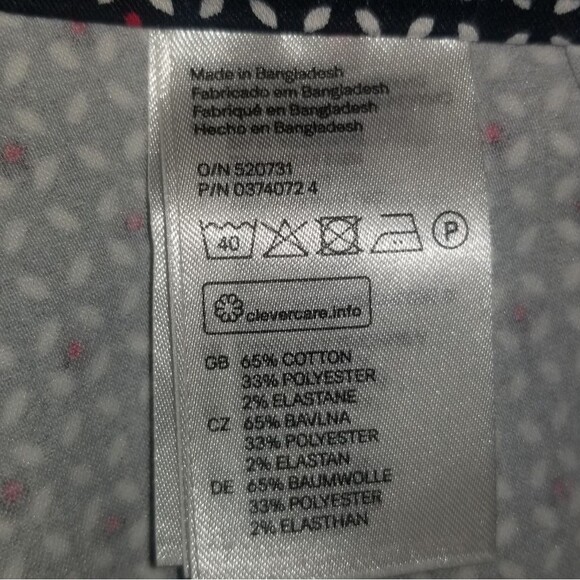 Made in Bangladesh
Fabricado em Bangladesh
Fabriqué en Bangladesh
Hecho en Bangladesh
O/N 520731
P/N 0374072 4
40
P
clevercare.info
GB 65% COTTON
33% POLYESTER
2% ELASTANE
CZ 65% BAVLNA
33% POLYESTER
2% ELASTAN
DE 65% BAUMWOLLE
33% POLYESTER
2% ELASTHAN